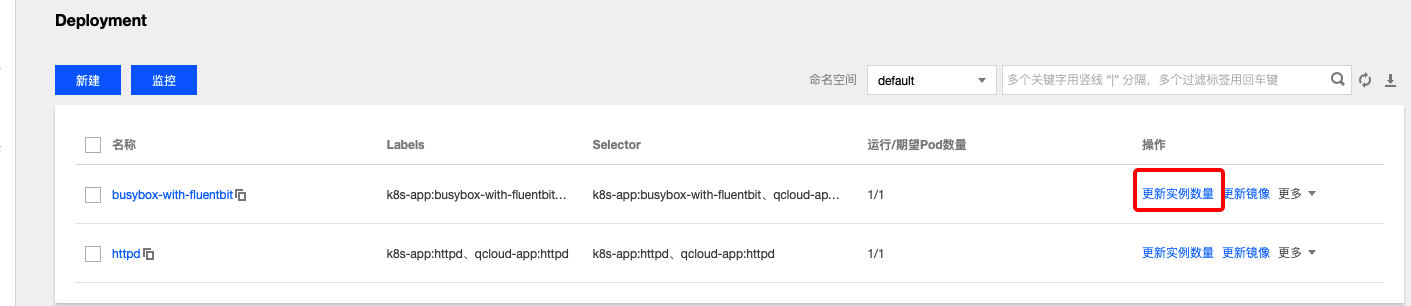 Deployment
新建 监控 命名空间 default 多个关键字用竖线 "|" 分隔，多个过滤标签用回车键
名称 Labels Selector 运行/期望Pod数量 操作
busybox-with-fluentbit k8s-app:busybox-with-fluentbit... k8s-app:busybox-with-fluentbit、qcloud-ap... 1/1 更新实例数量 更新镜像 更多
httpd k8s-app:httpd、qcloud-app:httpd k8s-app:httpd、qcloud-app:httpd 1/1 更新实例数量 更新镜像 更多